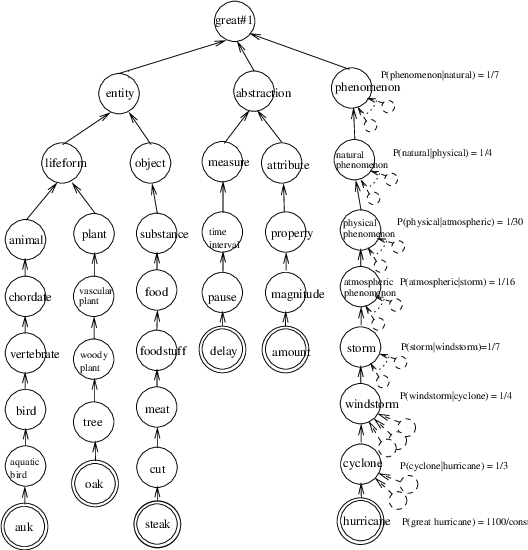 great#1
entity
abstraction
phenomenon
P(phenomenon|natural) = 1/7
lifeform
object
measure
attribute
natural
phenomenon
P(natural|physical) = 1/4
animal
plant
substance
time
interval
property
physical
phenomenon
P(physical|atmospheric) = 1/30
chordate
vascular
plant
food
pause
magnitude
atmospheric
phenomenon
P(atmospheric|storm) = 1/16
vertebrate
woody
plant
foodstuff
delay
amount
storm
P(storm|windstorm)=1/7
bird
tree
meat
windstorm
P(windstorm|cyclone) = 1/4
aquatic
bird
oak
cut
cyclone
P(cyclone|hurricane) = 1/3
auk
steak
hurricane
P(great hurricane) = 1100/cons